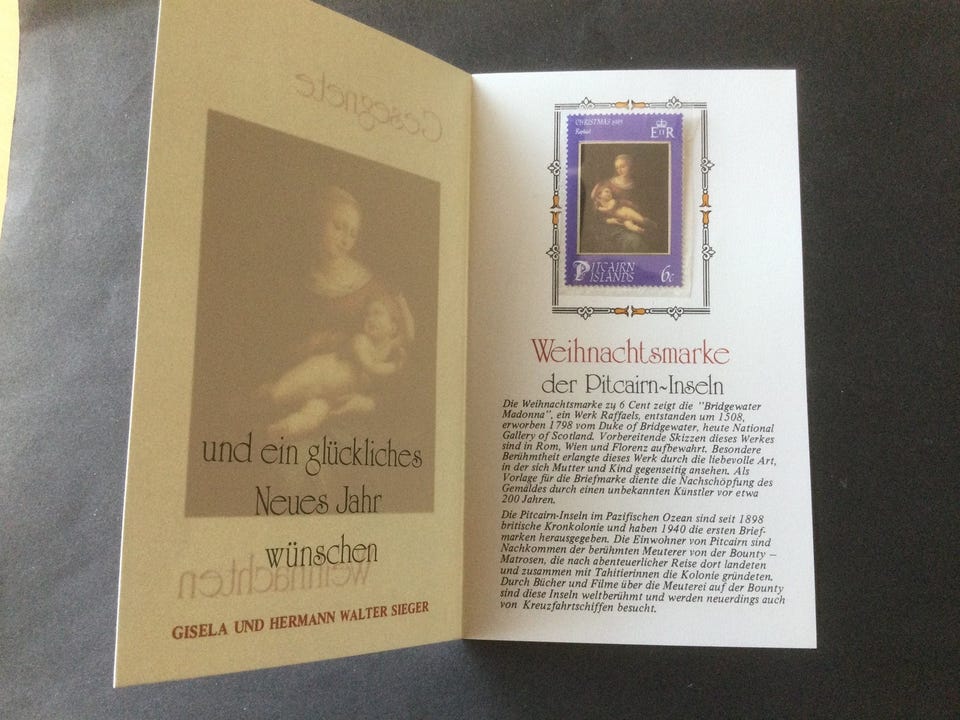 Gesegnete
und ein glückliches
Neues Jahr
wünschen
Weihnachten
GISELA UND HERMANN WALTER SIEGER
CHRISTMAS 1985
Raphael
E II R
PITCAIRN
ISLANDS
6c
Weihnachtsmarke
der Pitcairn-Inseln
Die Weihnachtsmarke zu 6 Cent zeigt die "Bridgewater
Madonna", ein Werk Raffaels, entstanden um 1508,
erworben 1798 vom Duke of Bridgewater, heute National
Gallery of Scotland. Vorbereitende Skizzen dieses Werkes
sind in Rom, Wien und Florenz aufbewahrt. Besondere
Berühmtheit erlangte dieses Werk durch die liebevolle Art,
in der sich Mutter und Kind gegenseitig ansehen. Als
Vorlage für die Briefmarke diente die Nachschöpfung des
Gemäldes durch einen unbekannten Künstler vor etwa
200 Jahren.
Die Pitcairn-Inseln im Pazifischen Ozean sind seit 1898
britische Kronkolonie und haben 1940 die ersten Brief-
marken herausgegeben. Die Einwohner von Pitcairn sind
Nachkommen der berühmten Meuterer von der Bounty –
Matrosen, die nach abenteuerlicher Reise dort landeten
und zusammen mit Tahitierinnen die Kolonie gründeten.
Durch Bücher und Filme über die Meuterei auf der Bounty
sind diese Inseln weltberühmt und werden neuerdings auch
von Kreuzfahrtschiffen besucht.